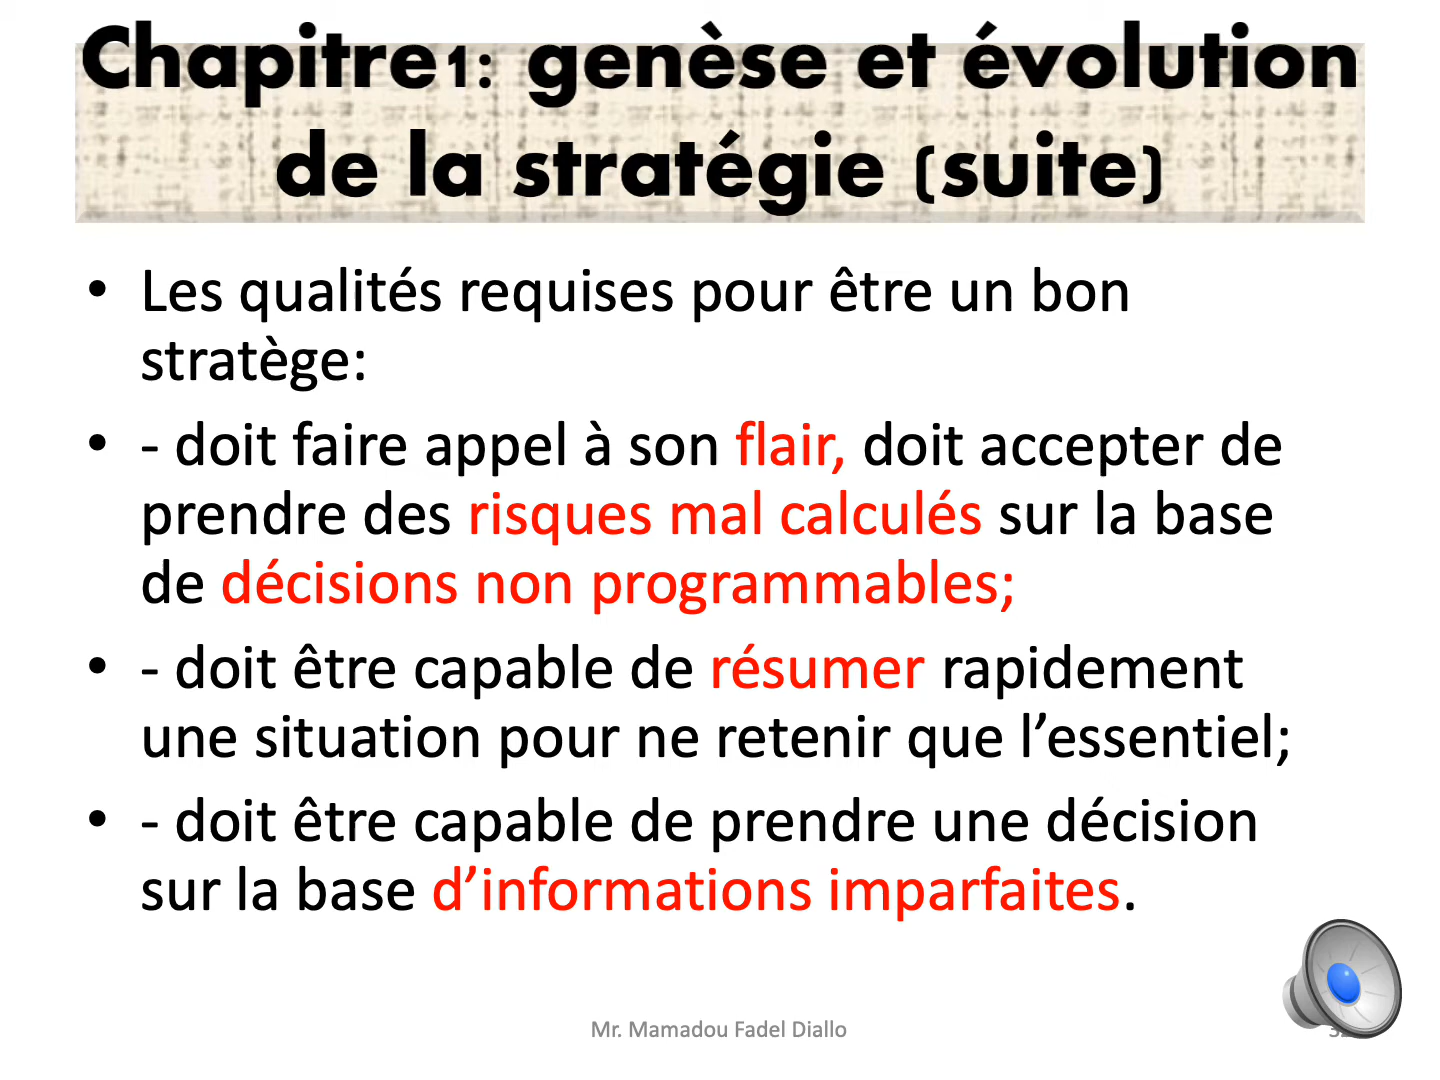 Chapitre1: genèse et évolution
de la stratégie (suite)
• Les qualités requises pour être un bon
stratège:
• - doit faire appel à son flair, doit accepter de
prendre des risques mal calculés sur la base
de décisions non programmables;
• - doit être capable de résumer rapidement
une situation pour ne retenir que l’essentiel;
• - doit être capable de prendre une décision
sur la base d’informations imparfaites.
Mr. Mamadou Fadel Diallo